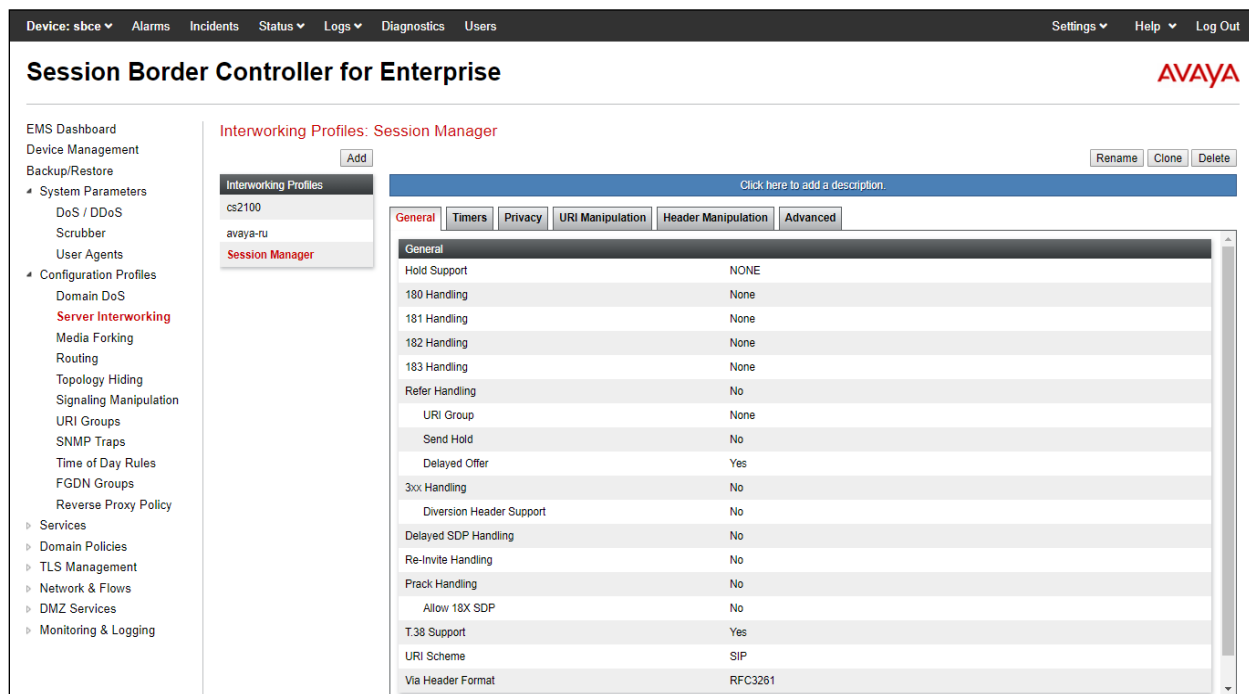 Device: sbce Alarms Incidents Status Logs Diagnostics Users Settings Help Log Out
Session Border Controller for Enterprise
AVAYA
EMS Dashboard
Device Management
Backup/Restore
System Parameters
DoS / DDoS
Scrubber
User Agents
Configuration Profiles
Domain DoS
Server Interworking
Media Forking
Routing
Topology Hiding
Signaling Manipulation
URI Groups
SNMP Traps
Time of Day Rules
FGDN Groups
Reverse Proxy Policy
Services
Domain Policies
TLS Management
Network & Flows
DMZ Services
Monitoring & Logging
Interworking Profiles: Session Manager
Add
Rename Clone Delete
Interworking Profiles
cs2100
avaya-ru
Session Manager
Click here to add a description.
General Timers Privacy URI Manipulation Header Manipulation Advanced
General
Hold Support NONE
180 Handling None
181 Handling None
182 Handling None
183 Handling None
Refer Handling No
URI Group None
Send Hold No
Delayed Offer Yes
3xx Handling No
Diversion Header Support No
Delayed SDP Handling No
Re-Invite Handling No
Prack Handling No
Allow 18X SDP No
T.38 Support Yes
URI Scheme SIP
Via Header Format RFC3261